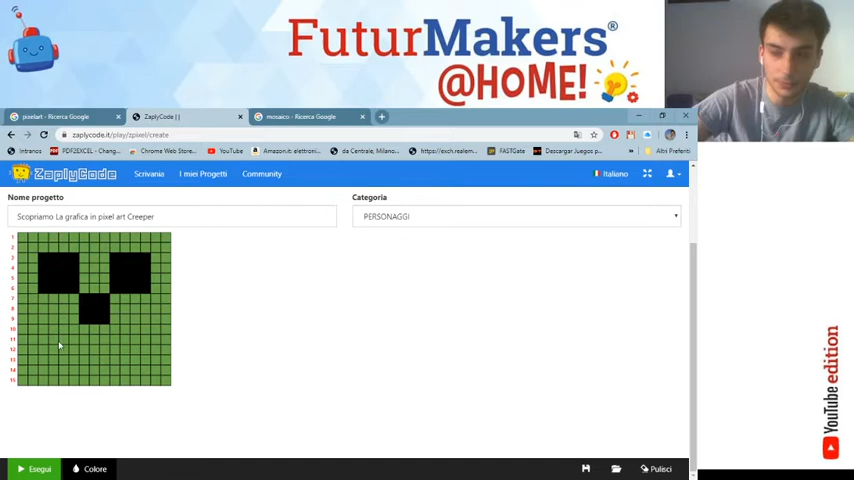 FuturMakers®
@HOME!
pixelart - Ricerca Google
ZaplyCode | |
mosaico - Ricerca Google
zaplycode.it/play/zpixel/create
Intranos
PDF2EXCEL - Chang...
Chrome Web Store...
YouTube
Amazon.it: elettroni...
da Centrale, Milano...
https://exch.realem...
FASTGate
Descargar Juegos p...
»
Altri Preferiti
ZaplyCode
Scrivania
I miei Progetti
Community
Italiano
Nome progetto
Categoria
Scopriamo La grafica in pixel art Creeper
PERSONAGGI
1
2
3
4
5
6
7
8
9
10
11
12
13
14
15
Esegui
Colore
Pulisci
YouTube edition